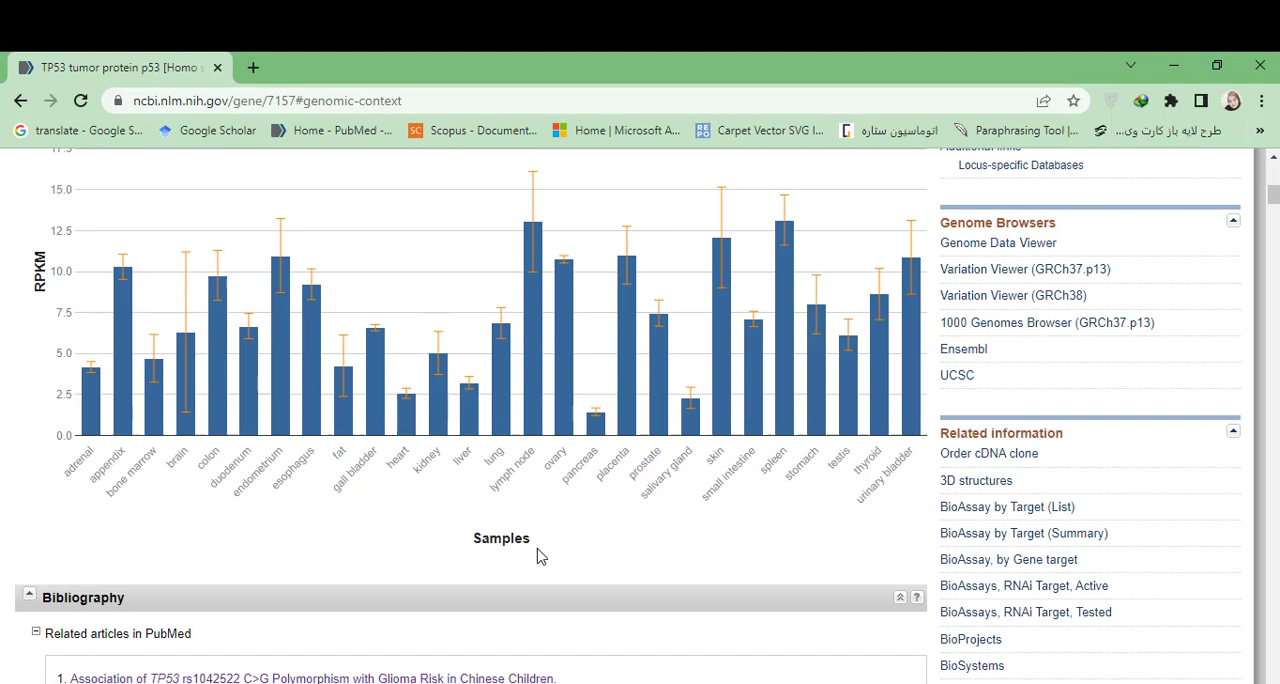 TP53 tumor protein p53 [Homo s
ncbi.nlm.nih.gov/gene/7157#genomic-context
translate - Google S...
Google Scholar
Home - PubMed -...
Scopus - Document...
Home | Microsoft A...
Carpet Vector SVG I...
اتوماسیون ستاره
Paraphrasing Tool |...
طرح لایه باز کارت وی...
»
17.5
15.0
12.5
10.0
7.5
5.0
2.5
0.0
RPKM
adrenal
appendix
bone marrow
brain
colon
duodenum
endometrium
esophagus
fat
gall bladder
heart
kidney
liver
lung
lymph node
ovary
pancreas
placenta
prostate
salivary gland
skin
small intestine
spleen
stomach
testis
thyroid
urinary bladder
Samples
Bibliography
Related articles in PubMed
1. Association of TP53 rs1042522 C>G Polymorphism with Glioma Risk in Chinese Children.
Additional links
Locus-specific Databases
Genome Browsers
Genome Data Viewer
Variation Viewer (GRCh37.p13)
Variation Viewer (GRCh38)
1000 Genomes Browser (GRCh37.p13)
Ensembl
UCSC
Related information
Order cDNA clone
3D structures
BioAssay by Target (List)
BioAssay by Target (Summary)
BioAssay, by Gene target
BioAssays, RNAi Target, Active
BioAssays, RNAi Target, Tested
BioProjects
BioSystems